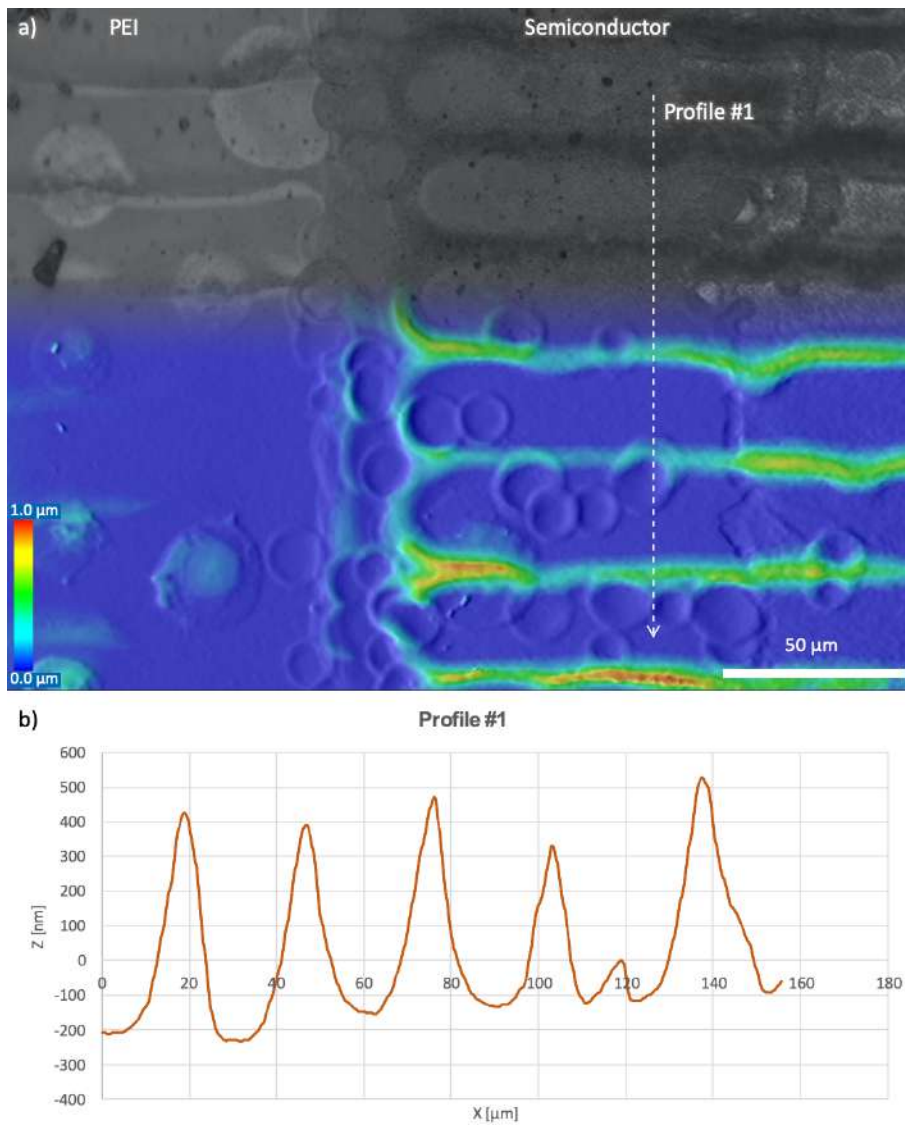 a) PEI Semiconductor
Profile #1
1.0 µm
0.0 µm
50 µm
b) Profile #1
600
500
400
300
200
100
0
-100
-200
-300
-400
Z [nm]
0 20 40 60 80 100 120 140 160 180
X [µm]